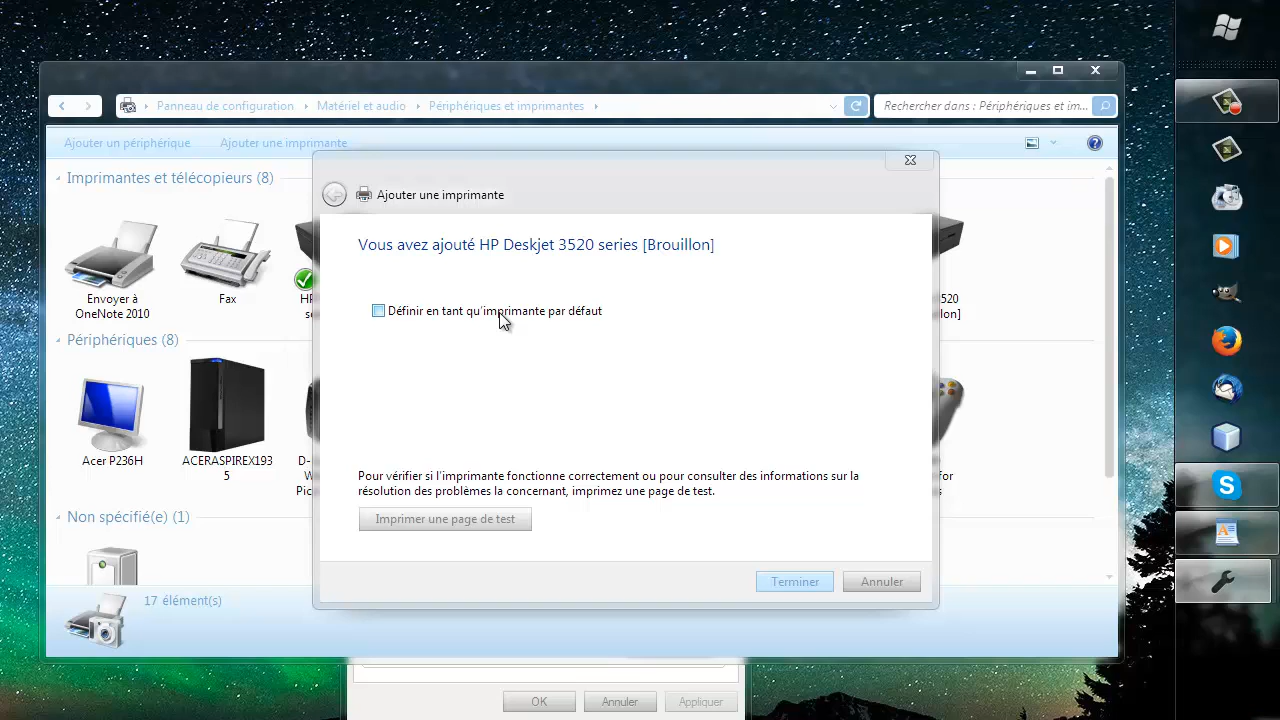 Panneau de configuration
Matériel et audio
Périphériques et imprimantes
Rechercher dans : Périphériques et im...
Ajouter un périphérique
Ajouter une imprimante
Imprimantes et télécopieurs (8)
Envoyer à
OneNote 2010
Fax
Périphériques (8)
Acer P236H
ACERASPIREX193
5
Non spécifié(e) (1)
17 élément(s)
Ajouter une imprimante
Vous avez ajouté HP Deskjet 3520 series [Brouillon]
Définir en tant qu'imprimante par défaut
Pour vérifier si l'imprimante fonctionne correctement ou pour consulter des informations sur la
résolution des problèmes la concernant, imprimez une page de test.
Imprimer une page de test
Terminer
Annuler
OK
Annuler
Appliquer